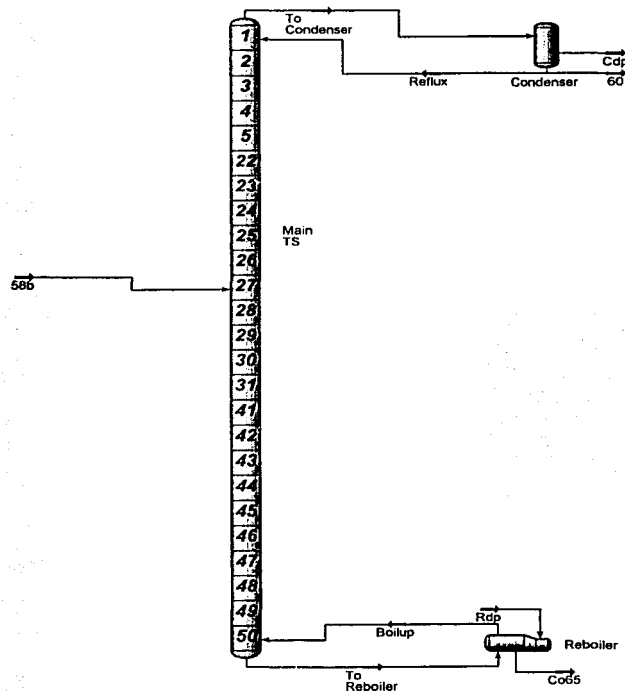 To
Condenser
Cdp
Reflux
Condenser
60
1
2
3
4
5
22
23
24
25
26
27
28
29
30
31
41
42
43
44
45
46
47
48
49
50
Main
TS
58b
Rdp
Boilup
Reboiler
To
Reboiler
Co65